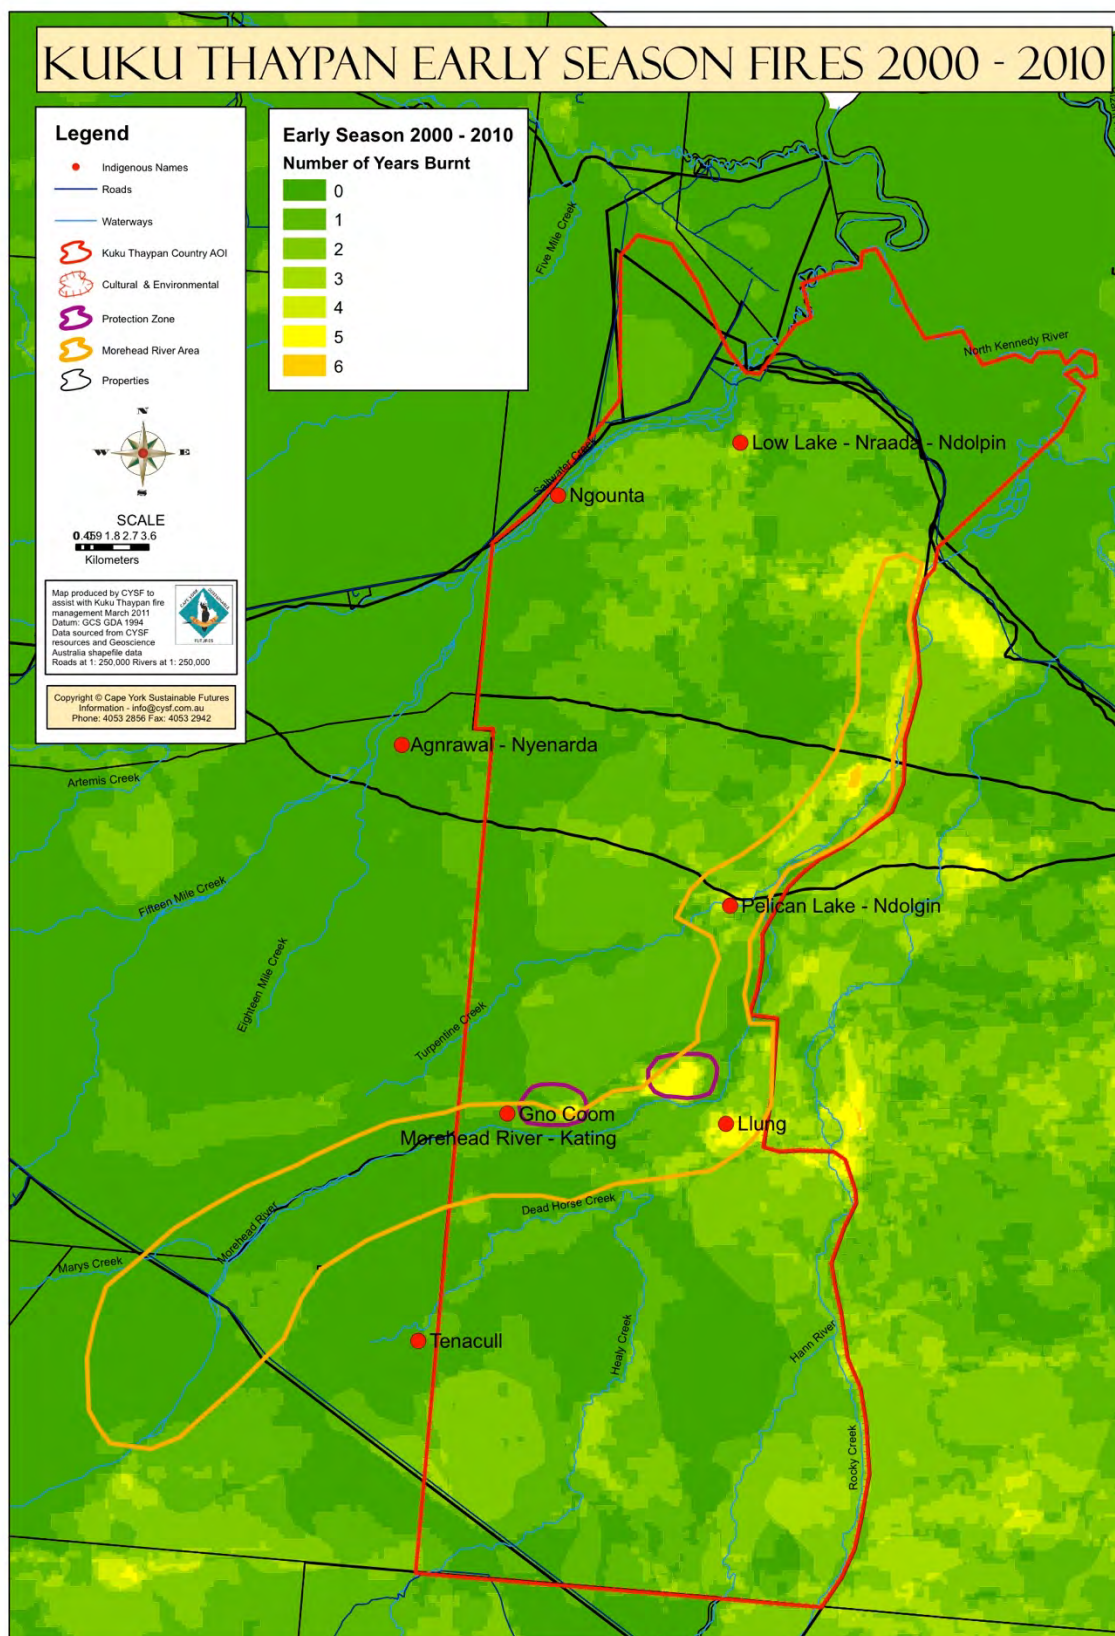 KUKU THAYPAN EARLY SEASON FIRES 2000 - 2010
Legend
Indigenous Names
Roads
Waterways
Kuku Thaypan Country AOI
Cultural & Environmental
Protection Zone
Morehead River Area
Properties
N
W E
S
SCALE
1.8 2.7 3.6
Kilometers
Map produced by CYSF to
assist with Kuku Thaypan fire
management March 2011
Datum: GCS GDA 1994
Data sourced from CYSF
resources and Geoscience
Australia shapefile data
Roads at 1: 250,000 Rivers at 1: 250,000
Copyright © Cape York Sustainable Futures
Information - info@cysf.com.au
Phone: 4053 2856 Fax: 4053 2942
Early Season 2000 - 2010
Number of Years Burnt
0
1
2
3
4
5
6
Five Mile Creek
North Kennedy River
Low Lake - Nraada - Ndolpin
Saltwater Creek
Ngounta
Agnrawal - Nyenarda
Artemis Creek
Fifteen Mile Creek
Pelican Lake - Ndolgin
Eighteen Mile Creek
Turpentine Creek
Gno Coom
Llung
Morehead River - Kating
Dead Horse Creek
Morehead River
Marys Creek
Tenacull
Healy Creek
Hann River
Rocky Creek